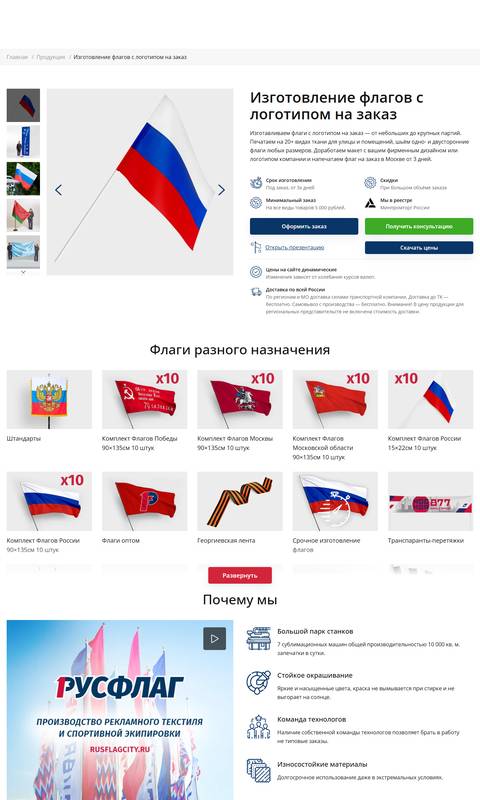 Главная / Продукция / Изготовление флагов с логотипом на заказ
Изготовление флагов с
логотипом на заказ
Изготавливаем флаги с логотипом на заказ — от небольших до крупных партий.
Печатаем на 20+ видах ткани для улицы и помещений, шьём одно- и двусторонние
флаги любых размеров. Доработаем макет с вашим фирменным дизайном или
логотипом компании и напечатаем флаг на заказ в Москве от 3 дней.
Срок изготовления
Под заказ, от 3х дней
Скидки
При большом объёме заказа
Минимальный заказ
На все виды товаров 5 000 рублей.
Мы в реестре
Минпромторг России
Оформить заказ
Получить консультацию
Открыть презентацию
Скачать цены
Цены на сайте динамические
Изменения зависят от колебания курсов валют.
Доставка по всей России
По регионам и МО доставка силами транспортной компании. Доставка до ТК —
бесплатно. Самовывоз с производства — бесплатно. Внимание! В цену продукции для
региональных представительств не включена стоимость доставки.
Флаги разного назначения
x10
x10
x10
x10
Штандарты
Комплект Флагов Победы
90×135см 10 штук
Комплект Флагов Москвы
90×135см 10 штук
Комплект Флагов
Московской области
90×135см 10 штук
Комплект Флагов России
15×22см 10 штук
x10
877
Комплект Флагов России
90×135см 10 штук
Флаги оптом
Георгиевская лента
Срочное изготовление
флагов
Транспаранты-перетяжки
Развернуть
Почему мы
РУСФЛАГ
ПРОИЗВОДСТВО РЕКЛАМНОГО ТЕКСТИЛЯ
И СПОРТИВНОЙ ЭКИПИРОВКИ
RUSFLAGCITY.RU
Большой парк станков
7 сублимационных машин общей производительностью 10 000 кв. м.
запечатки в сутки.
Стойкое окрашивание
Яркие и насыщенные цвета, краска не вымывается при стирке и не
выгорает на солнце.
Команда технологов
Наличие собственной команды технологов позволяет брать в работу
не типовые заказы.
Износостойкие материалы
Долгосрочное использование даже в экстремальных условиях.